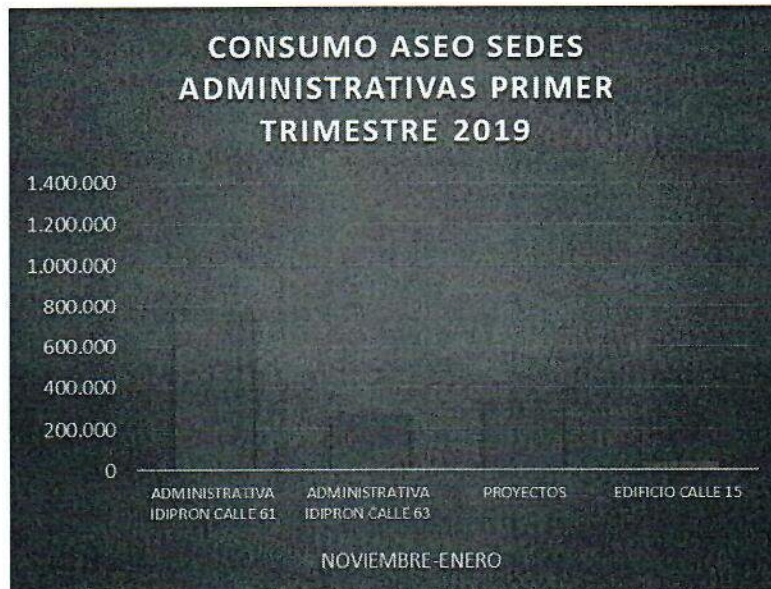 CONSUMO ASEO SEDES
ADMINISTRATIVAS PRIMER
TRIMESTRE 2019
1.400.000
1.200.000
1.000.000
800.000
600.000
400.000
200.000
0
ADMINISTRATIVA
IDIPRON CALLE 61
ADMINISTRATIVA
IDIPRON CALLE 63
PROYECTOS
EDIFICIO CALLE 15
NOVIEMBRE-ENERO